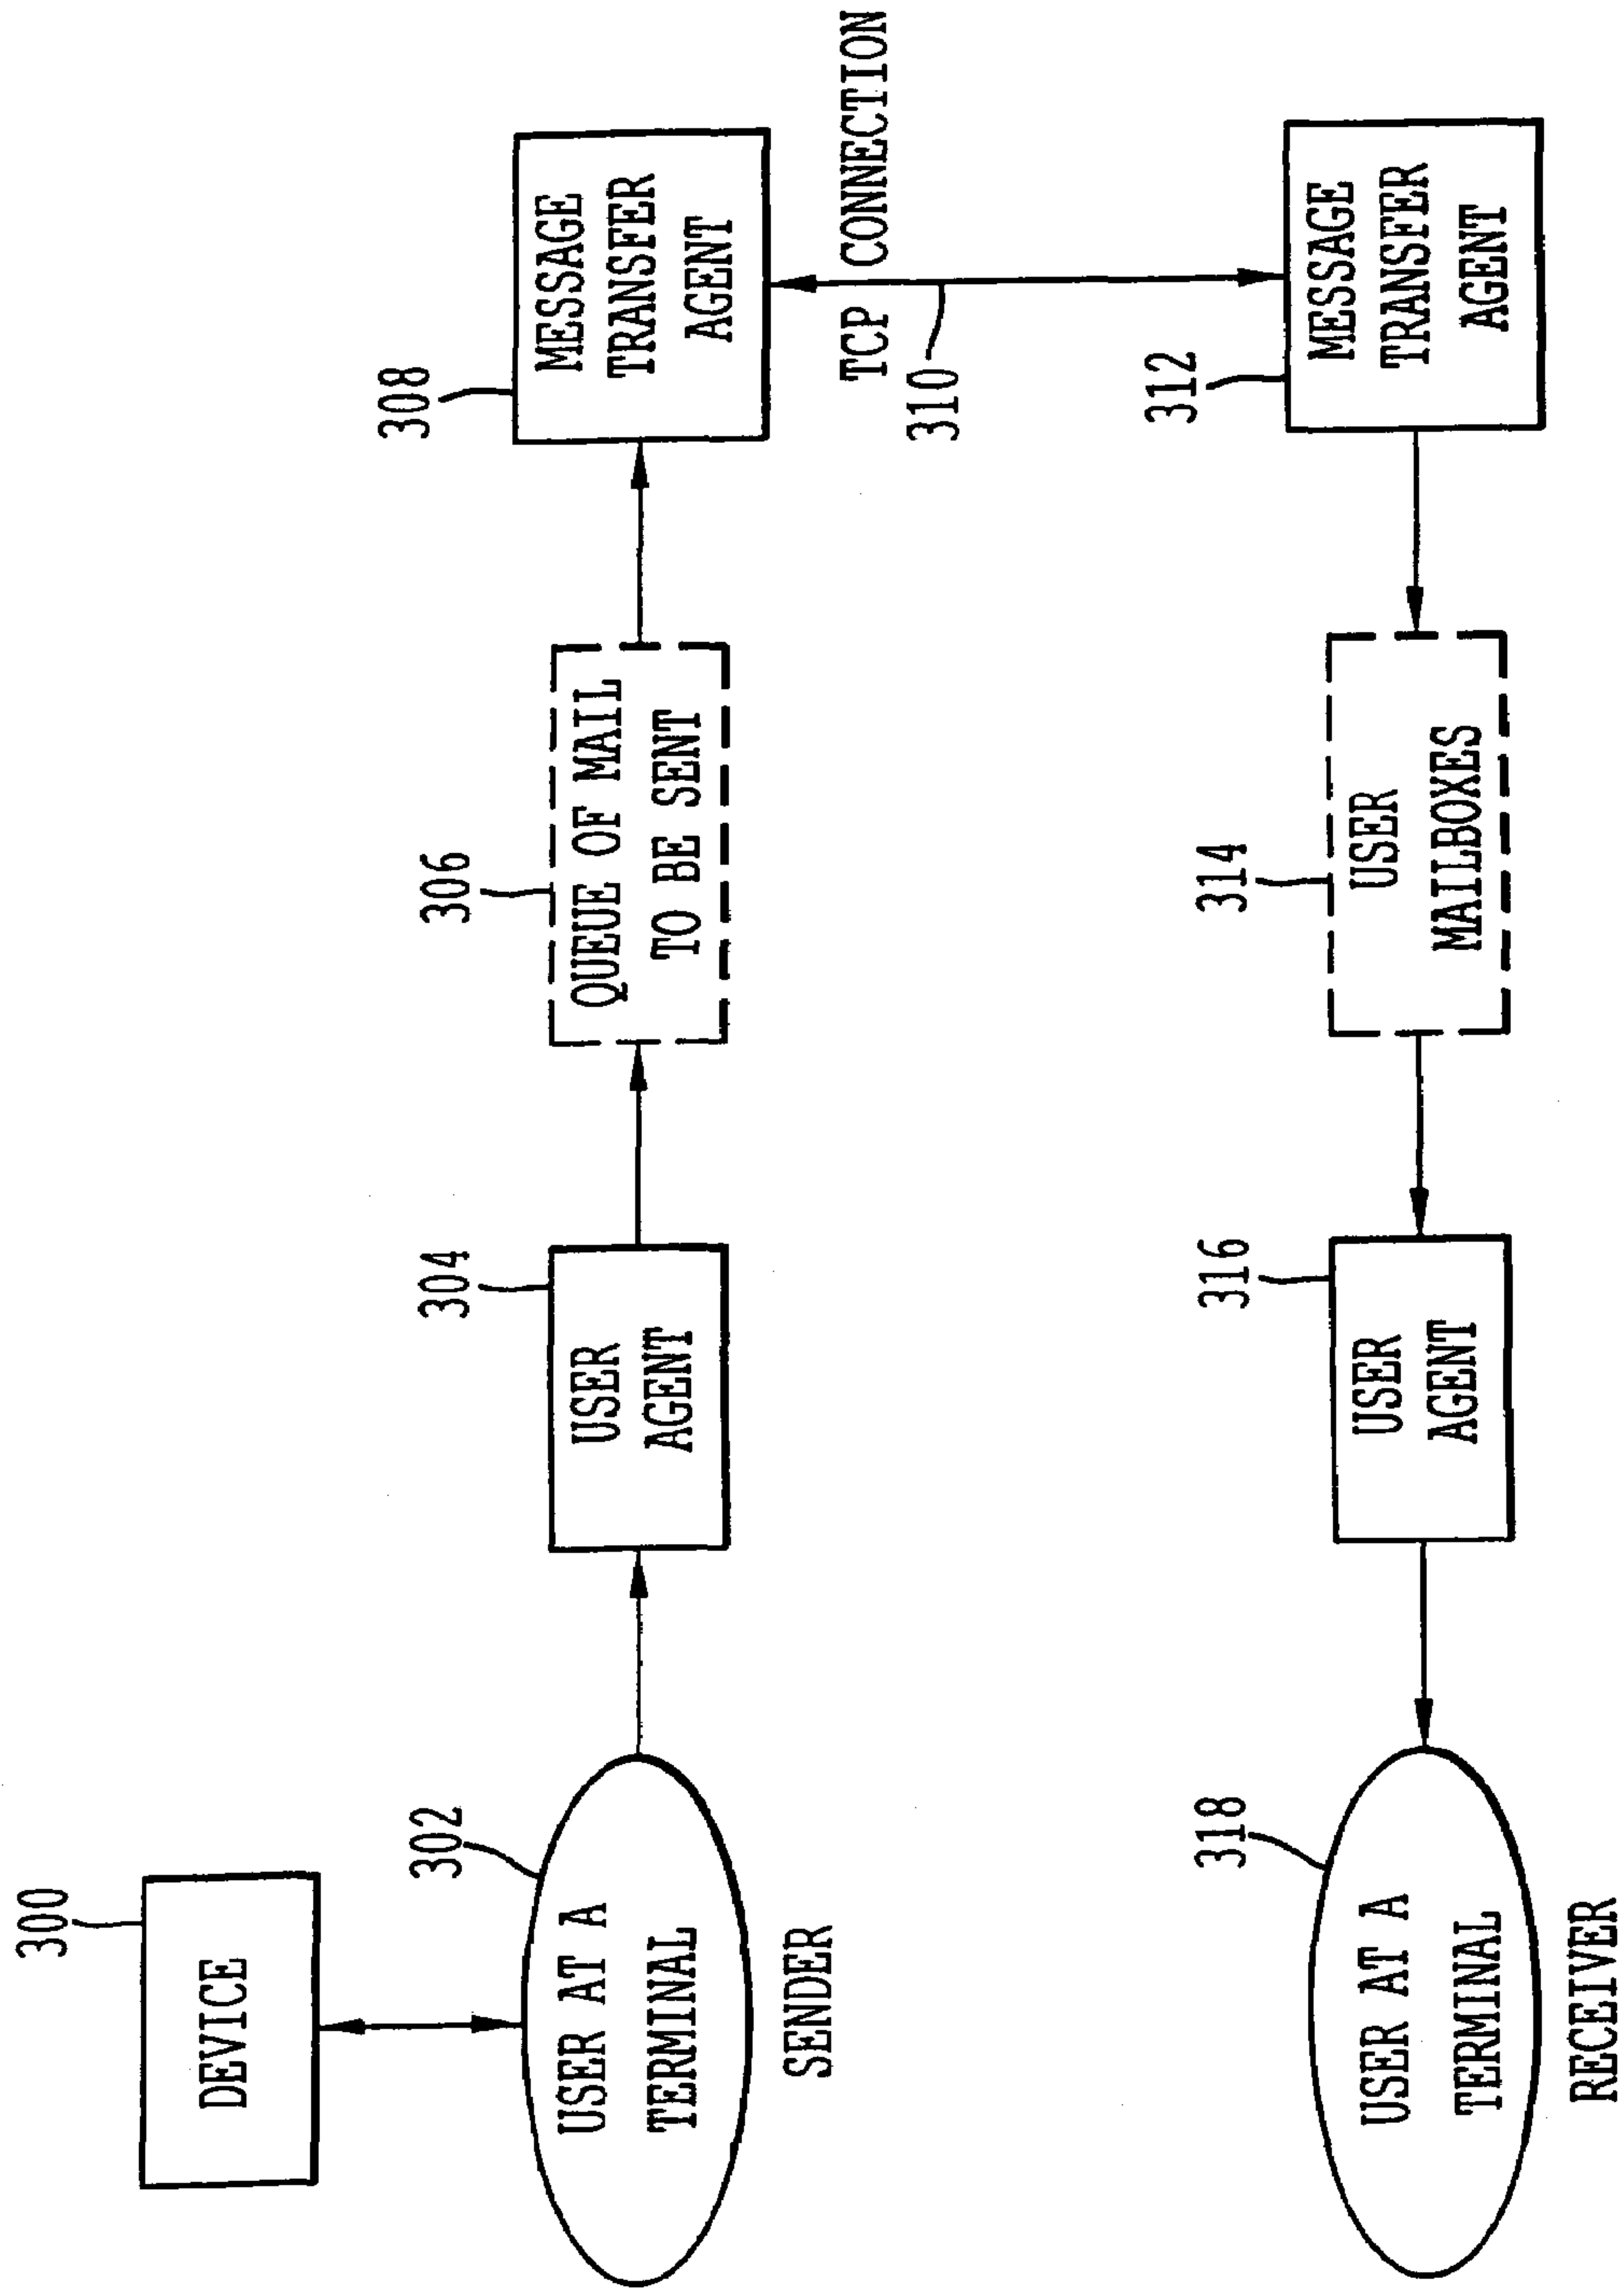 300
DEVICE
302
USER AT A
TERMINAL
SENDER
304
USER
AGENT
306
QUEUE OF MAIL
TO BE SENT
308
MESSAGE
TRANSFER
AGENT
TCP CONNECTION
310
312
MESSAGE
TRANSFER
AGENT
314
USER
MAILBOXES
316
USER
AGENT
318
USER AT A
TERMINAL
RECEIVER